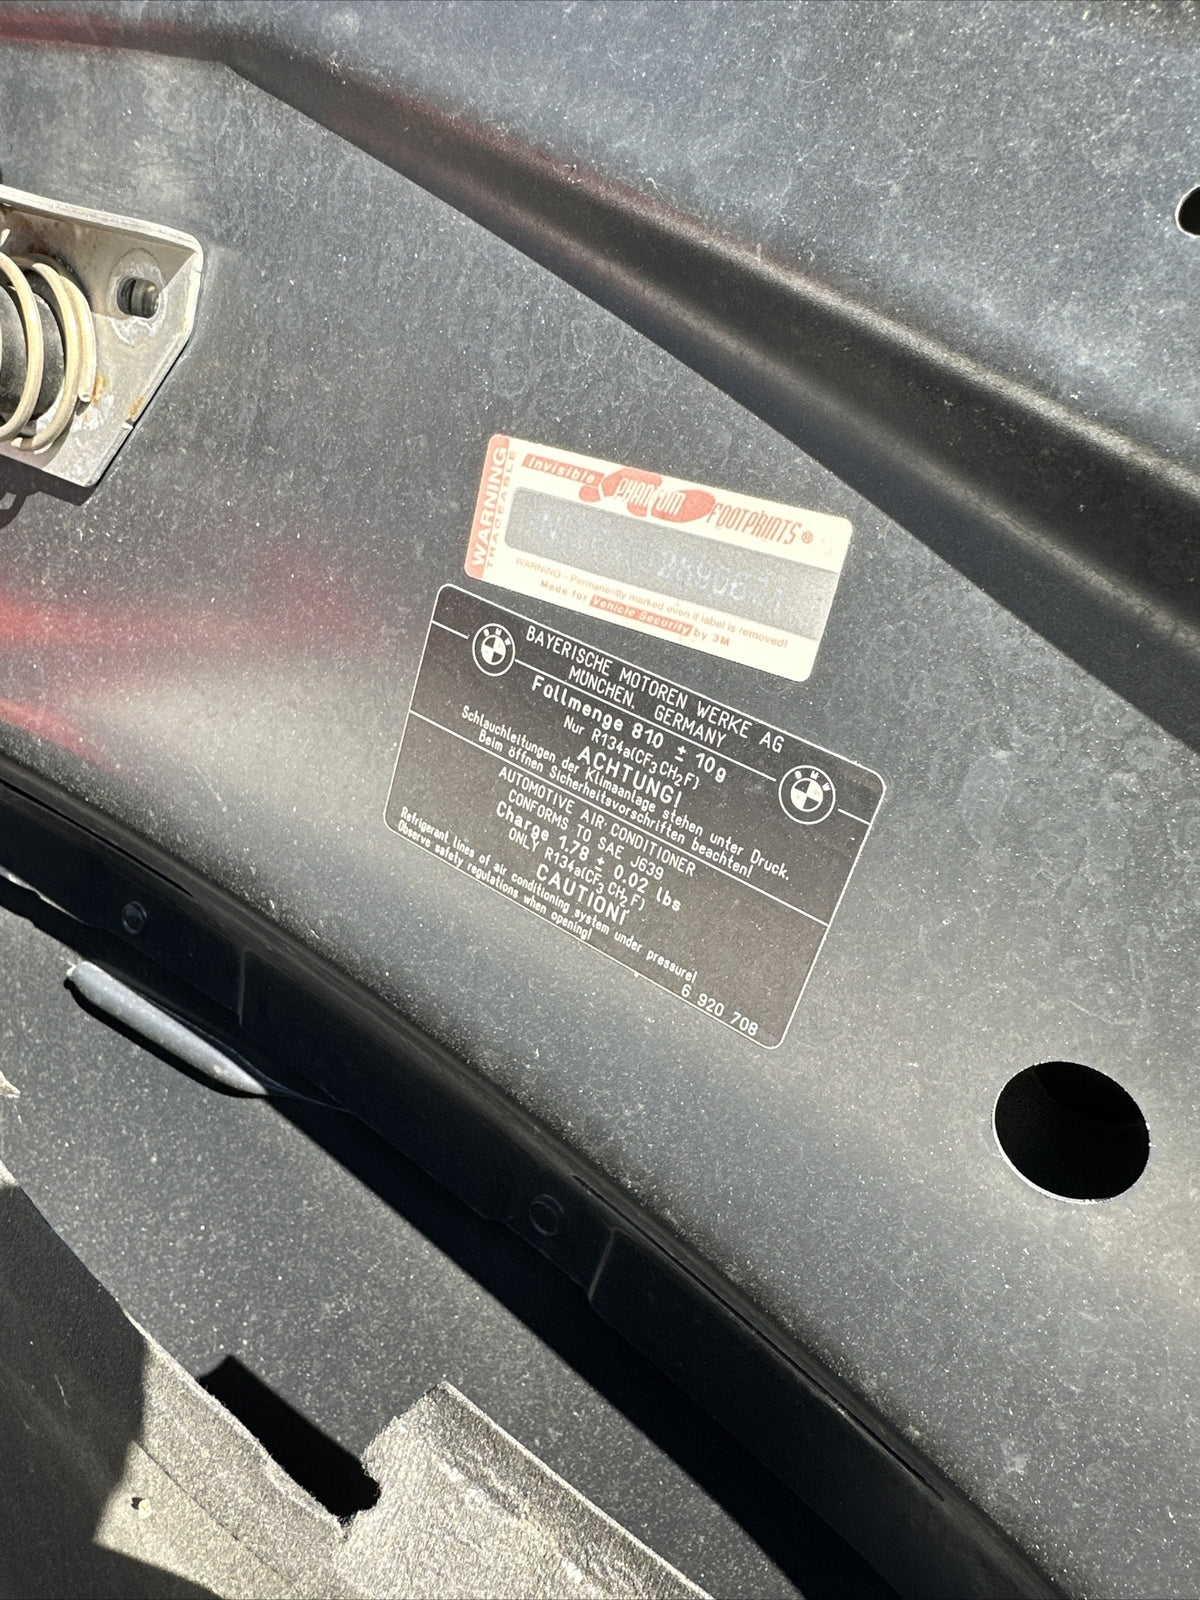 WARNING
TRACEABLE
Invisible
PHANTOM
FOOTPRINTS®
WARNING—Permanently marked even if label is removed!
Made for Vehicle Security by 3M
BMW
BAYERISCHE MOTOREN WERKE AG
MÜNCHEN, GERMANY
BMW
Füllmenge 810 ± 10g
Nur R134a(CF3CH2F)
ACHTUNG!
Schlauchleitungen der Klimaanlage stehen unter Druck.
Beim öffnen Sicherheitsvorschriften beachten!
AUTOMOTIVE AIR CONDITIONER
CONFORMS TO SAE J639
Charge 1.78 ± 0.02 lbs
ONLY R134a(CF3CH2F)
CAUTION!
Refrigerant lines of air conditioning system under pressure!
Observe safety regulations when opening!
6 920 708